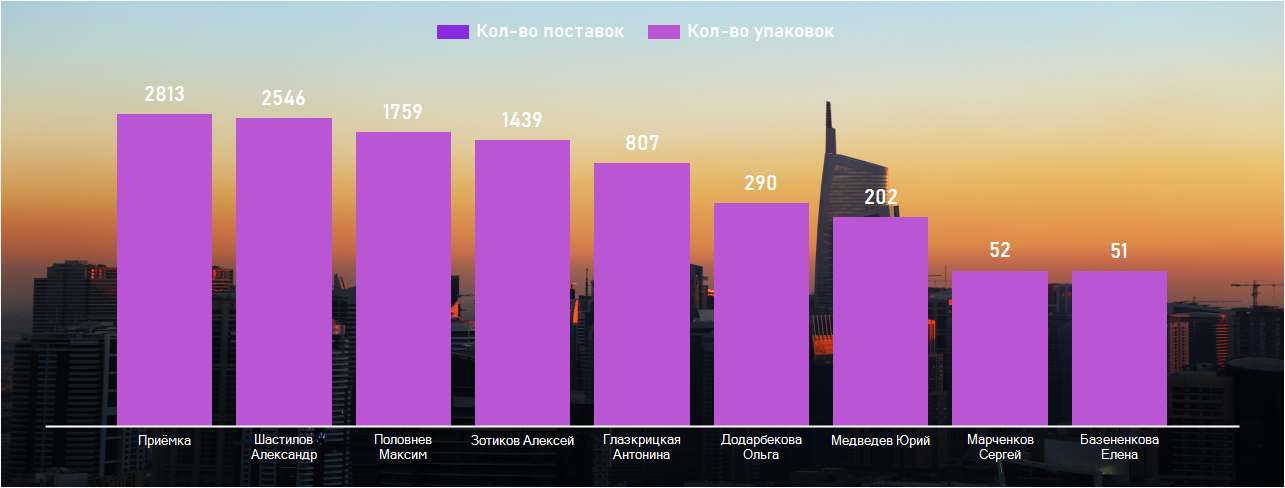 Кол-во поставок Кол-во упаковок
2813 2546 1759 1439 807 290 202 52 51
Приёмка Шастилов Половнев Зотиков Алексей Глазкрицкая Додарбекова Медведев Юрий Марченков Базененкова
Александр Максим Антонина Ольга Сергей Елена